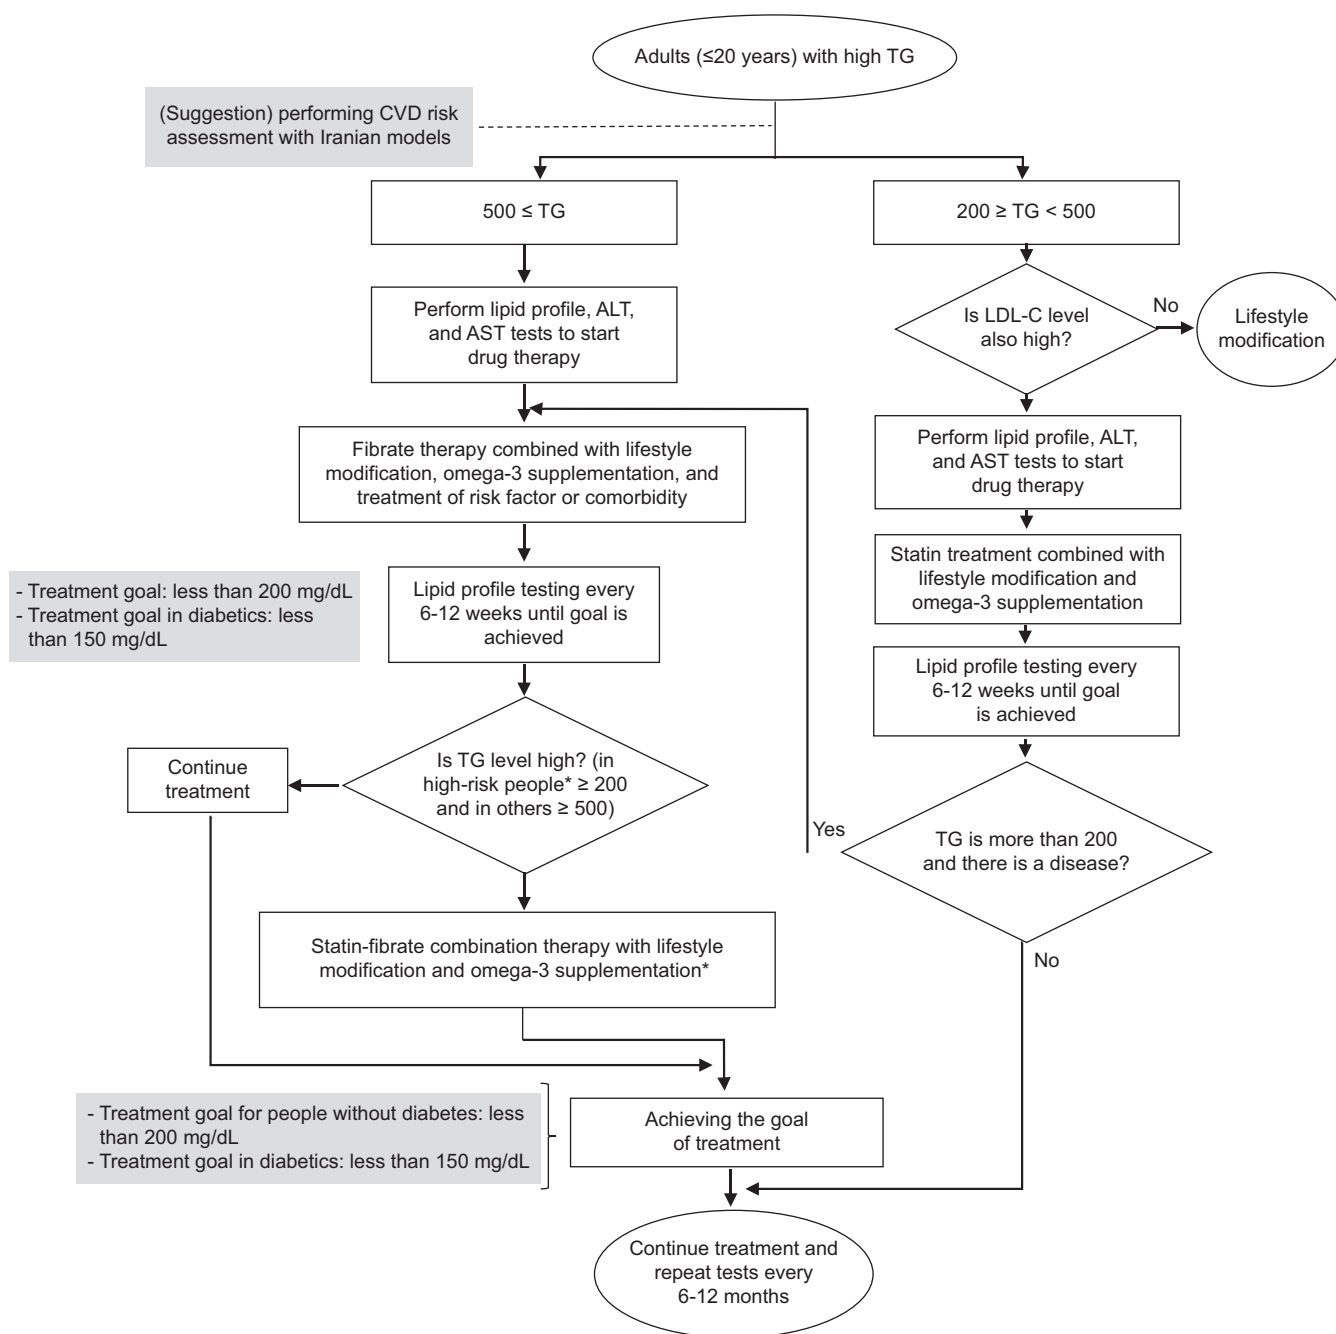 Adults (≤20 years) with high TG
(Suggestion) performing CVD risk
assessment with Iranian models
500 ≤ TG
200 ≥ TG < 500
Perform lipid profile, ALT,
and AST tests to start
drug therapy
Is LDL-C level
also high?
No
Lifestyle
modification
Fibrate therapy combined with lifestyle
modification, omega-3 supplementation, and
treatment of risk factor or comorbidity
Perform lipid profile, ALT,
and AST tests to start
drug therapy
Statin treatment combined with
lifestyle modification and
omega-3 supplementation
- Treatment goal: less than 200 mg/dL
- Treatment goal in diabetics: less
than 150 mg/dL
Lipid profile testing every
6-12 weeks until goal is
achieved
Lipid profile testing every
6-12 weeks until goal
is achieved
Continue
treatment
Is TG level high? (in
high-risk people* ≥ 200
and in others ≥ 500)
Yes
TG is more than 200
and there is a disease?
No
Statin-fibrate combination therapy with lifestyle
modification and omega-3 supplementation*
- Treatment goal for people without diabetes: less
than 200 mg/dL
- Treatment goal in diabetics: less than 150 mg/dL
Achieving the goal
of treatment
Continue treatment and
repeat tests every
6-12 months